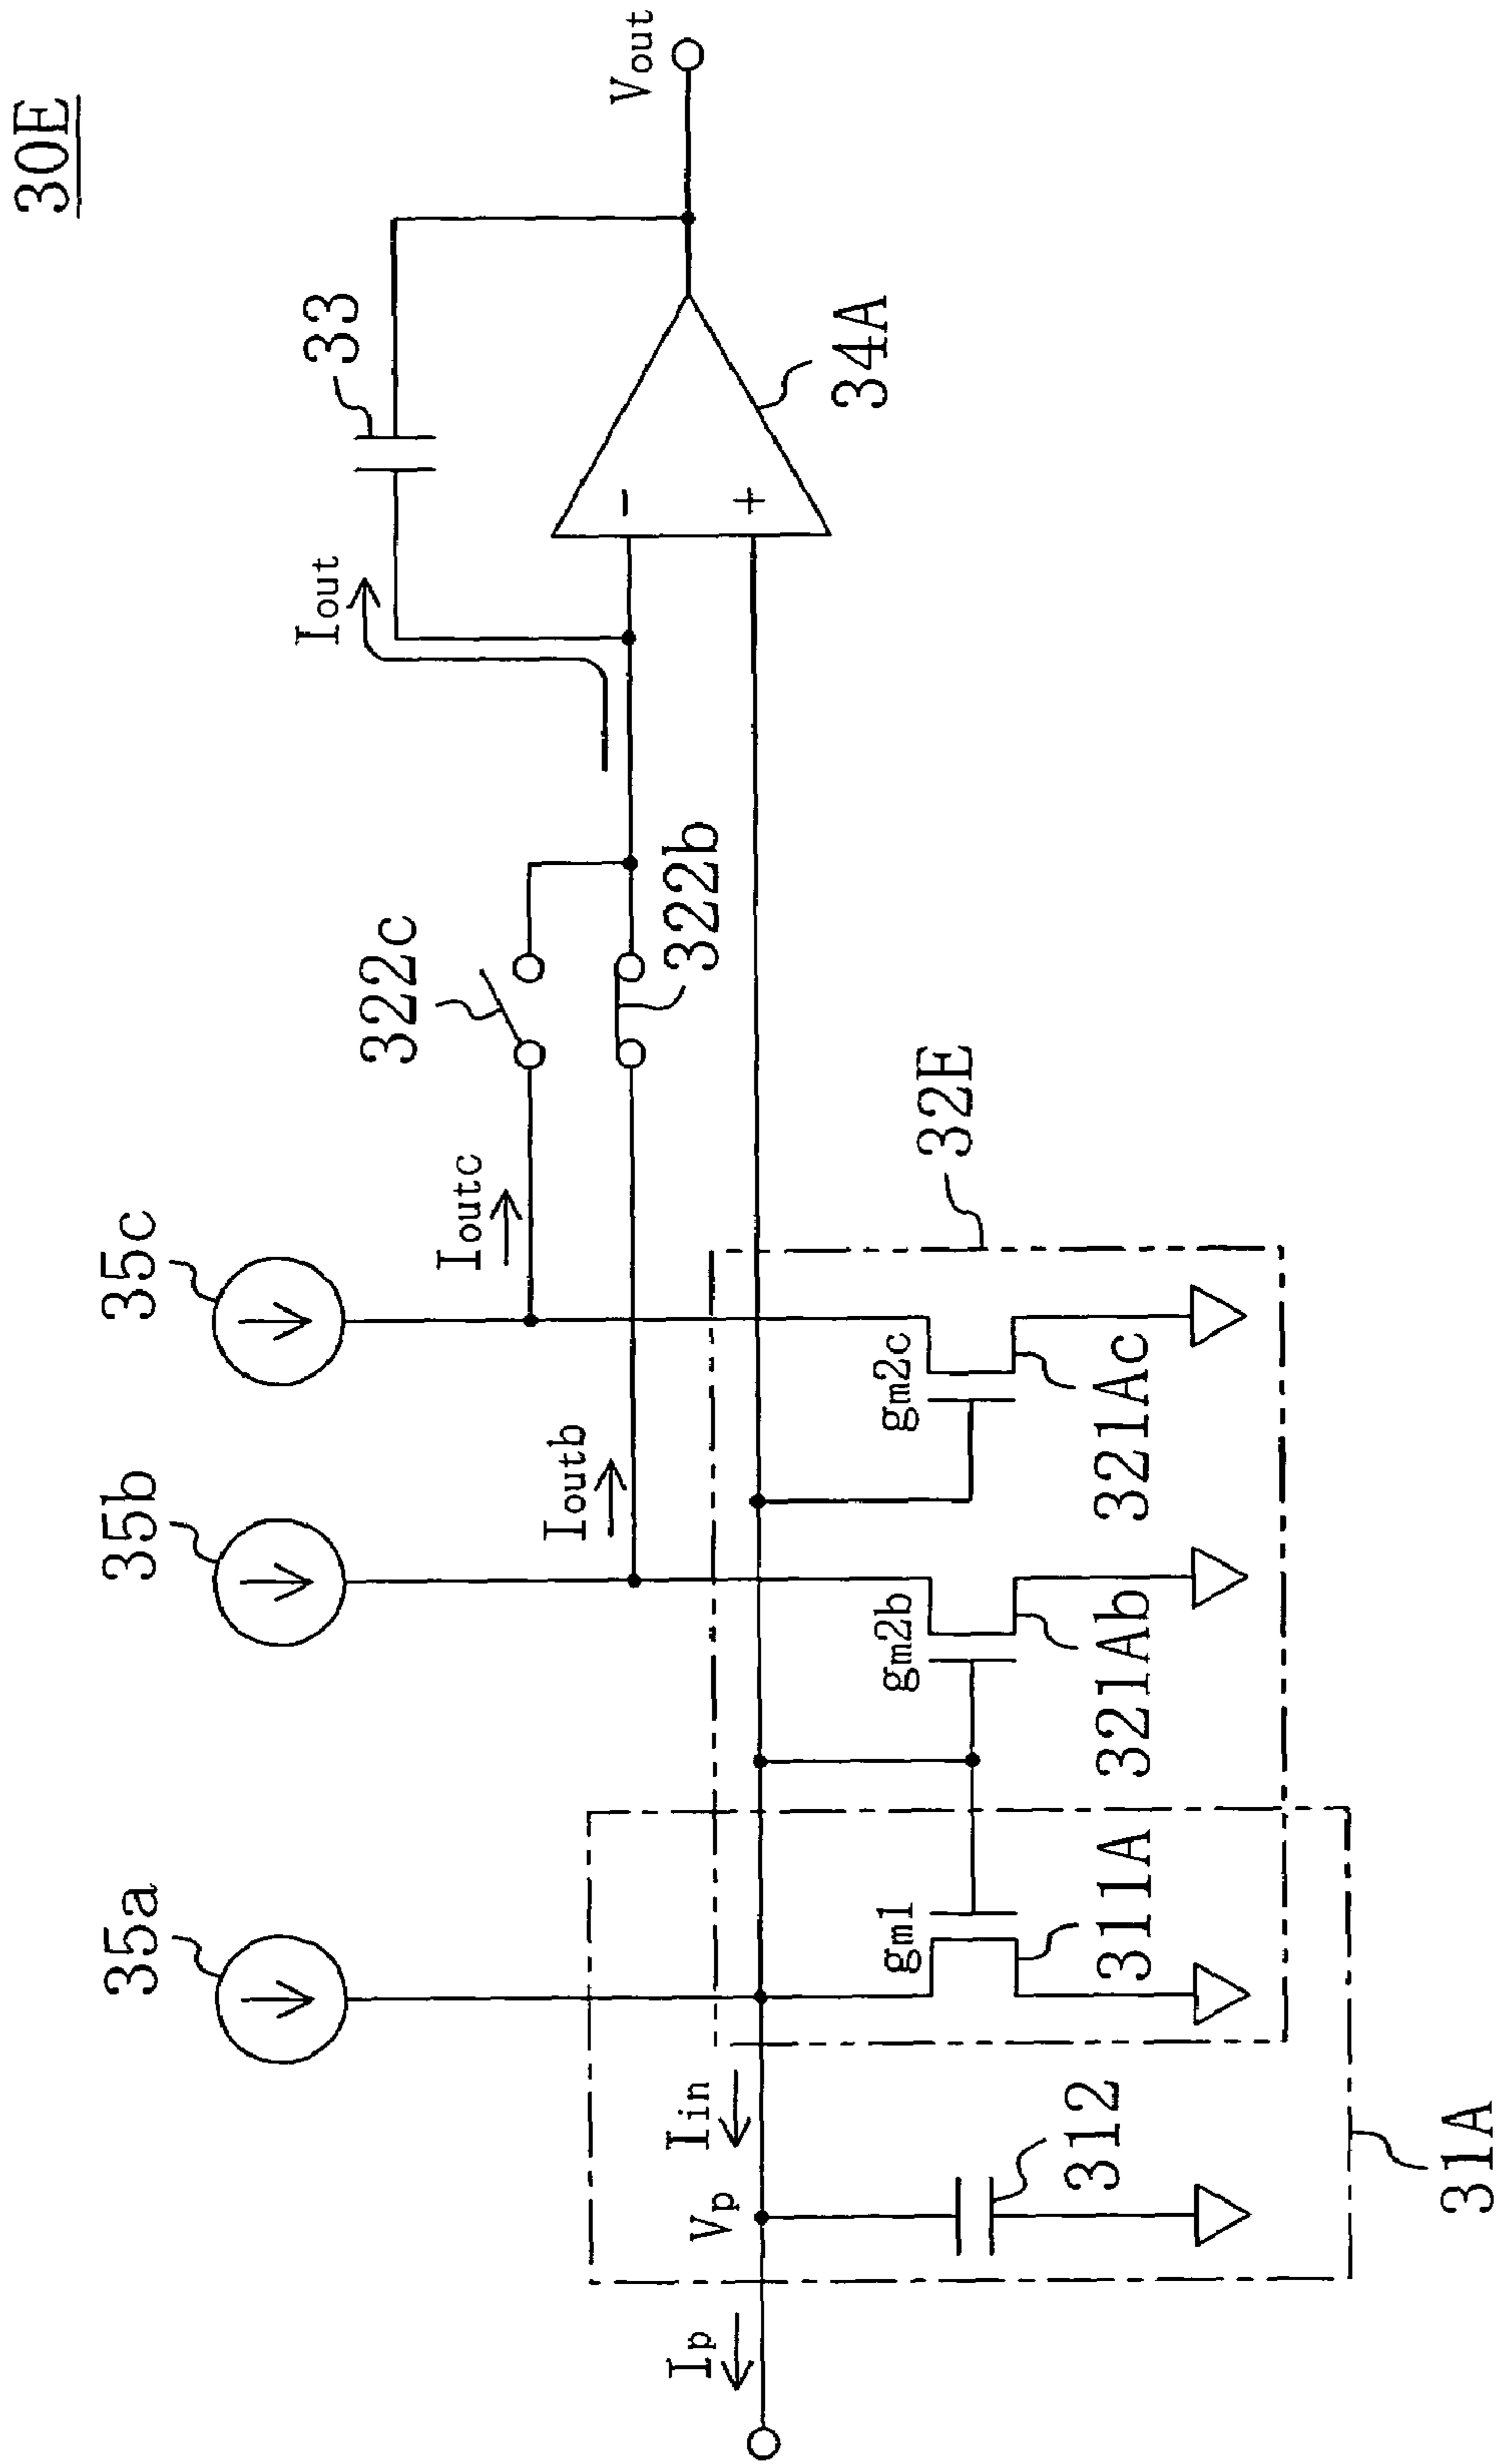 30E
35a
35b
35c
33
Iout
Vout
322c
Ioutc
Ioutb
322b
34A
-
+
32E
Ip
Vp
Iin
gm1
gm2b
gm2c
312
311A
321Ab
321Ac
31A